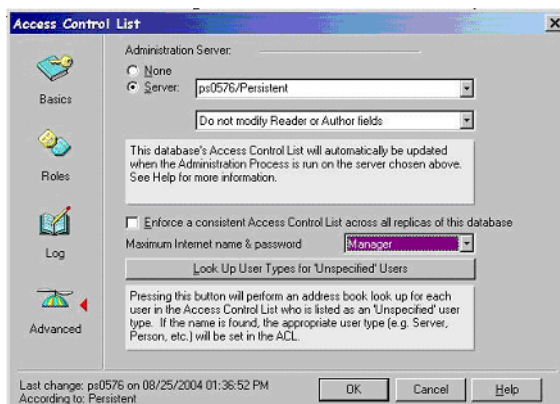 Access Control List
Basics
Roles
Log
Advanced
Administration Server:
None
Server:
ps0576/Persistent
Do not modify Reader or Author fields
This database's Access Control List will automatically be updated
when the Administration Process is run on the server chosen above.
See Help for more information.
Enforce a consistent Access Control List across all replicas of this database
Maximum Internet name & password
Manager
Look Up User Types for 'Unspecified' Users
Pressing this button will perform an address book look up for each
user in the Access Control List who is listed as an 'Unspecified' user
type. If the name is found, the appropriate user type (e.g. Server,
Person, etc.) will be set in the ACL.
Last change: ps0576 on 08/25/2004 01:36:52 PM
According to: Persistent
OK
Cancel
Help